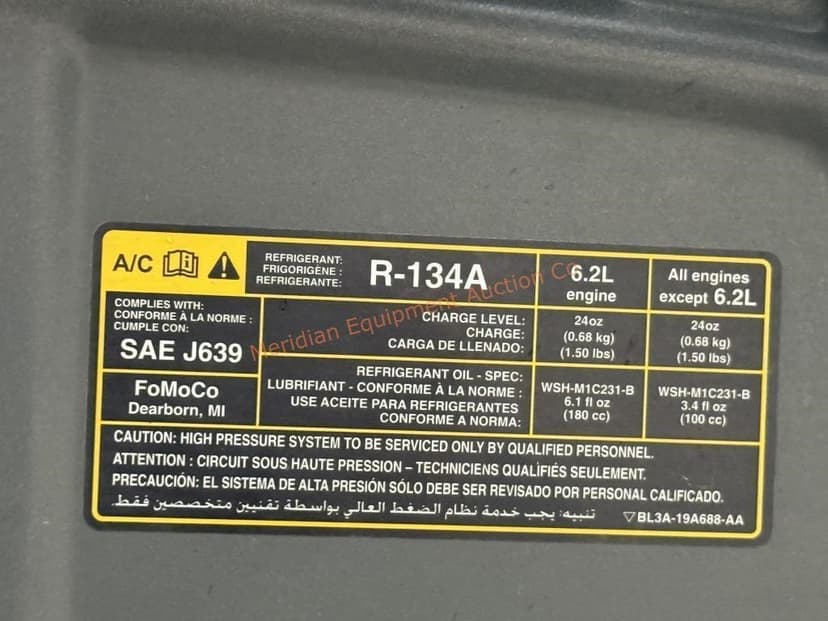 A/C
REFRIGERANT:
FRIGORIGÈNE :
REFRIGERANTE:
R-134A
6.2L
engine
All engines
except 6.2L
COMPLIES WITH:
CONFORME À LA NORME :
CUMPLE CON:
SAE J639
CHARGE LEVEL:
CHARGE:
CARGA DE LLENADO:
24oz
(0.68 kg)
(1.50 lbs)
24oz
(0.68 kg)
(1.50 lbs)
FoMoCo
Dearborn, MI
REFRIGERANT OIL - SPEC:
LUBRIFIANT - CONFORME À LA NORME :
USE ACEITE PARA REFRIGERANTES
CONFORME A NORMA:
WSH-M1C231-B
6.1 fl oz
(180 cc)
WSH-M1C231-B
3.4 fl oz
(100 cc)
CAUTION: HIGH PRESSURE SYSTEM TO BE SERVICED ONLY BY QUALIFIED PERSONNEL.
ATTENTION : CIRCUIT SOUS HAUTE PRESSION – TECHNICIENS QUALIFIÉS SEULEMENT.
PRECAUCIÓN: EL SISTEMA DE ALTA PRESIÓN SÓLO DEBE SER REVISADO POR PERSONAL CALIFICADO.
تنبيه: يجب خدمة نظام الضغط العالي بواسطة تقنيين متخصصين فقط
BL3A-19A688-AA
Meridian Equipment Auction Co